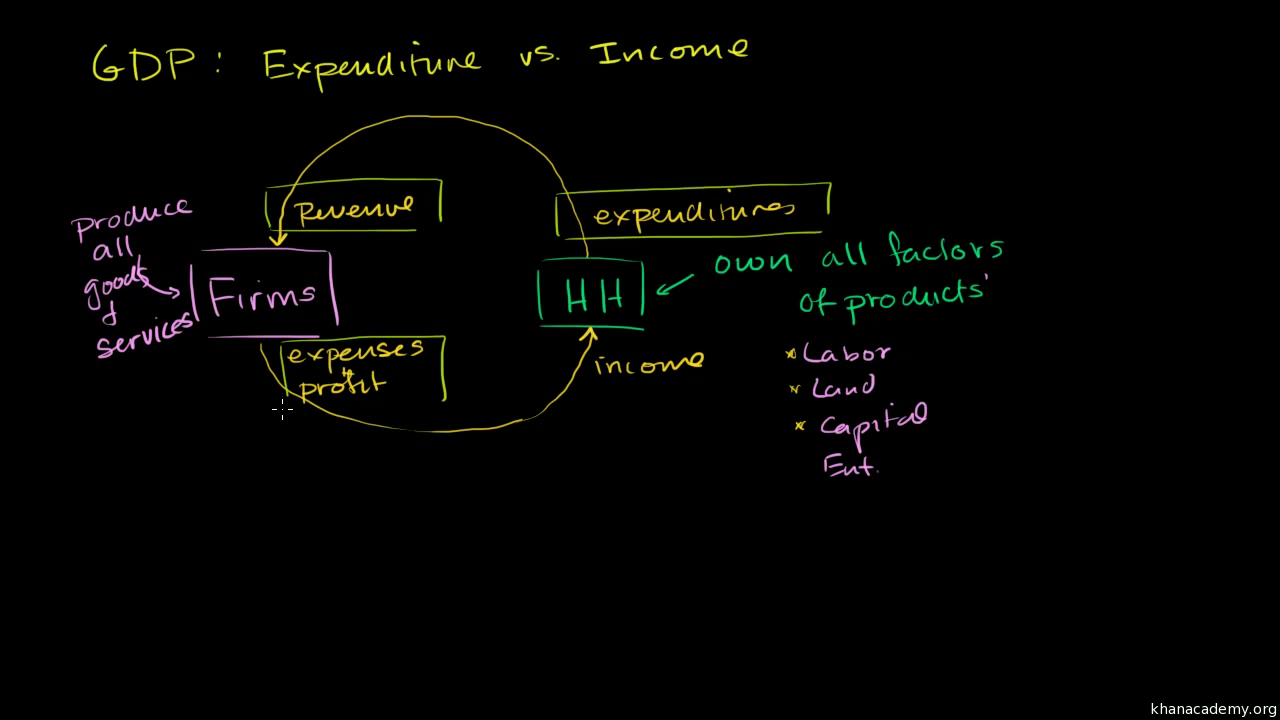 GDP: Expenditure vs. Income
Revenue
expenditures
produce
all
goods
&
services
Firms
HH
own all factors
of products'
expenses
profit
income
* Labor
* Land
* Capital
Ent.
khanacademy.org